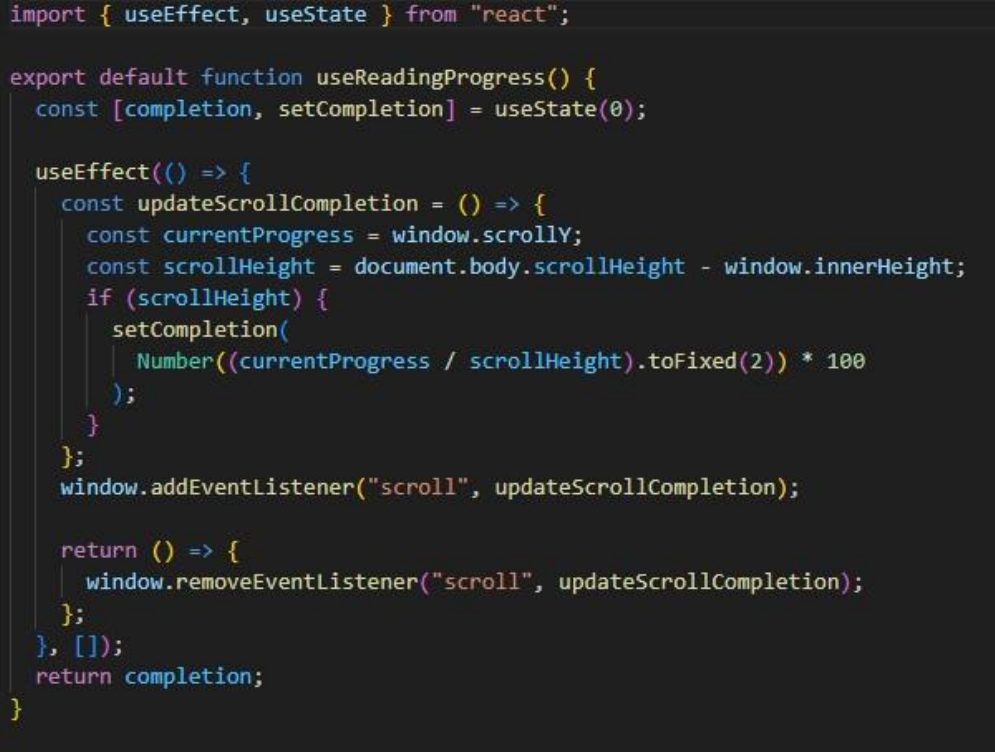 import { useEffect, useState } from "react";
export default function useReadingProgress() {
const [completion, setCompletion] = useState(0);
useEffect(() => {
const updateScrollCompletion = () => {
const currentProgress = window.scrollY;
const scrollHeight = document.body.scrollHeight - window.innerHeight;
if (scrollHeight) {
setCompletion(
Number((currentProgress / scrollHeight).toFixed(2)) * 100
);
}
};
window.addEventListener("scroll", updateScrollCompletion);
return () => {
window.removeEventListener("scroll", updateScrollCompletion);
};
}, []);
return completion;
}